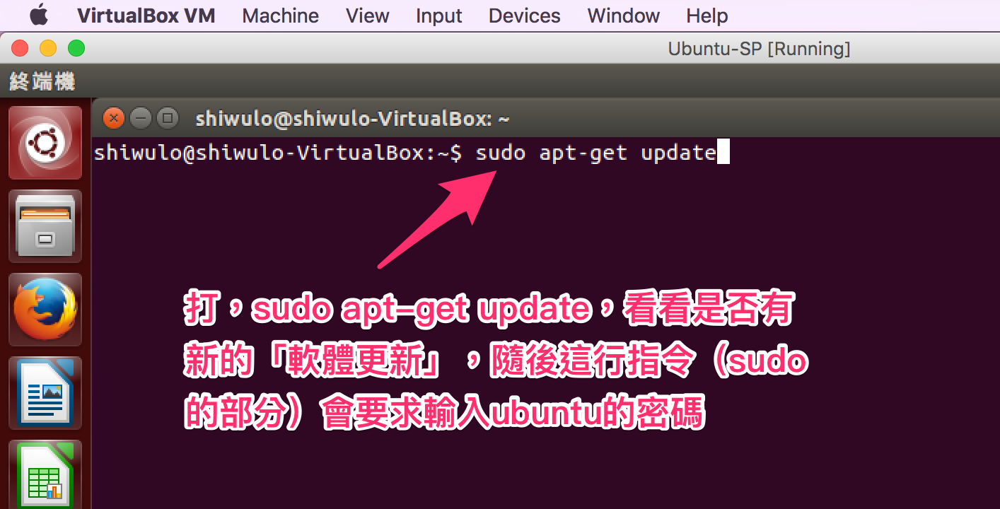 VirtualBox VM Machine View Input Devices Window Help
Ubuntu-SP [Running]
終端機
shiwulo@shiwulo-VirtualBox: ~
shiwulo@shiwulo-VirtualBox:~$ sudo apt-get update
打，sudo apt-get update，看看是否有
新的「軟體更新」，隨後這行指令（sudo
的部分）會要求輸入ubuntu的密碼